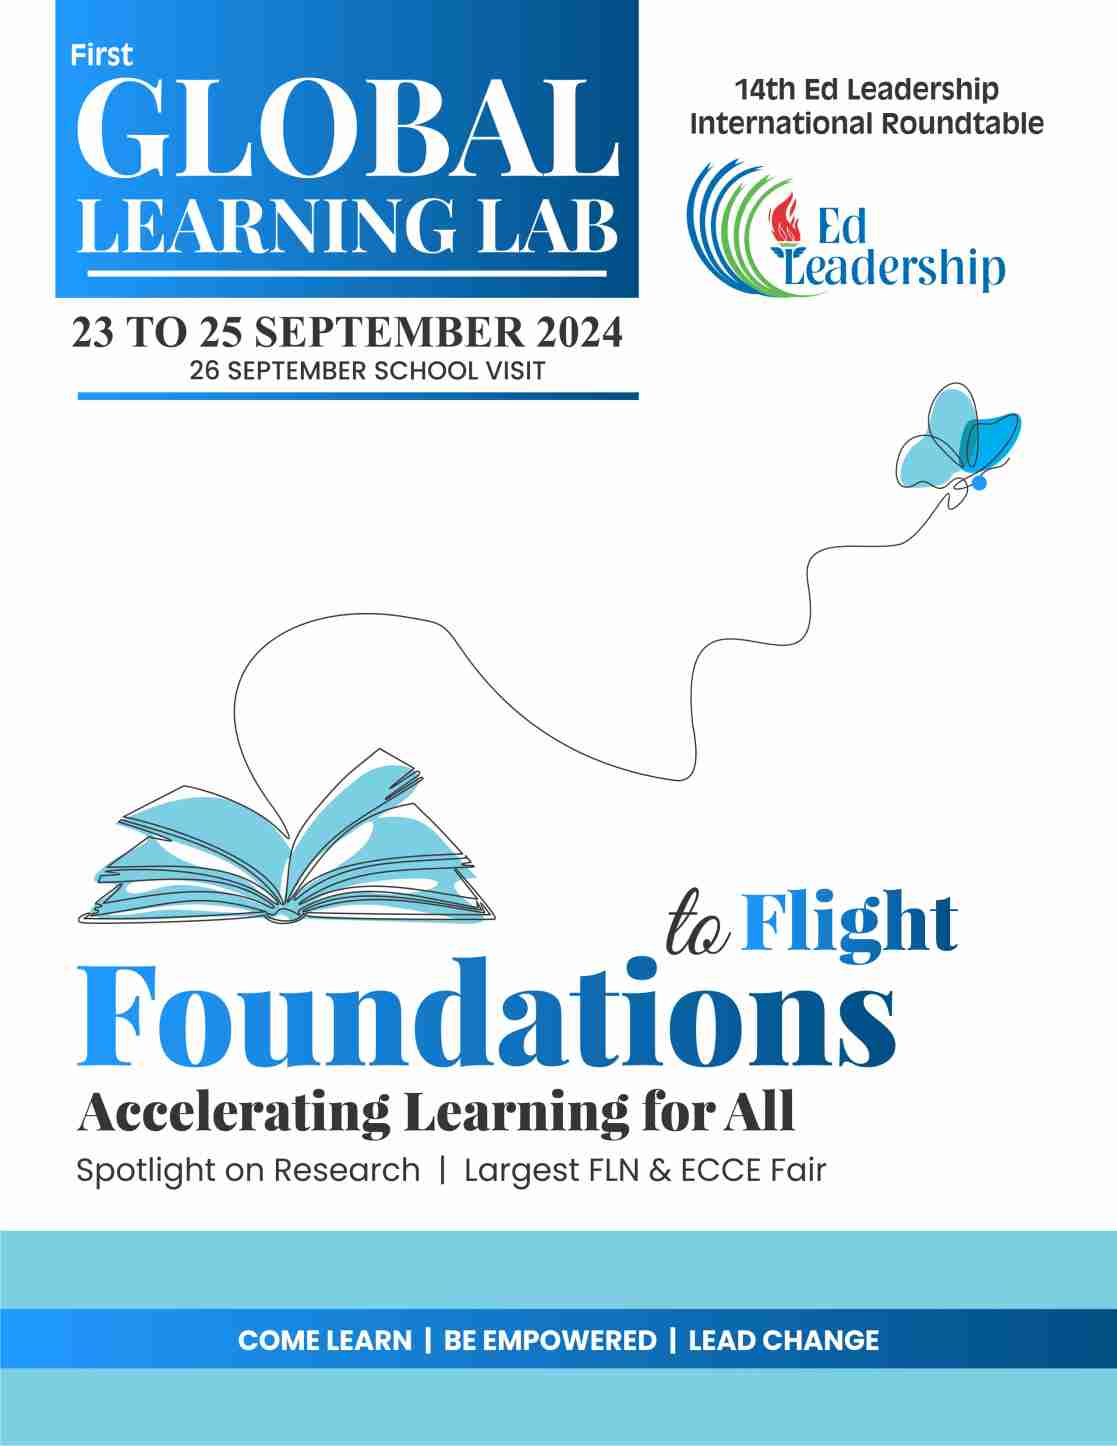 First
GLOBAL
LEARNING LAB
23 TO 25 SEPTEMBER 2024
26 SEPTEMBER SCHOOL VISIT
14th Ed Leadership
International Roundtable
Ed
Leadership
to Flight
Foundations
Accelerating Learning for All
Spotlight on Research | Largest FLN & ECCE Fair
COME LEARN | BE EMPOWERED | LEAD CHANGE